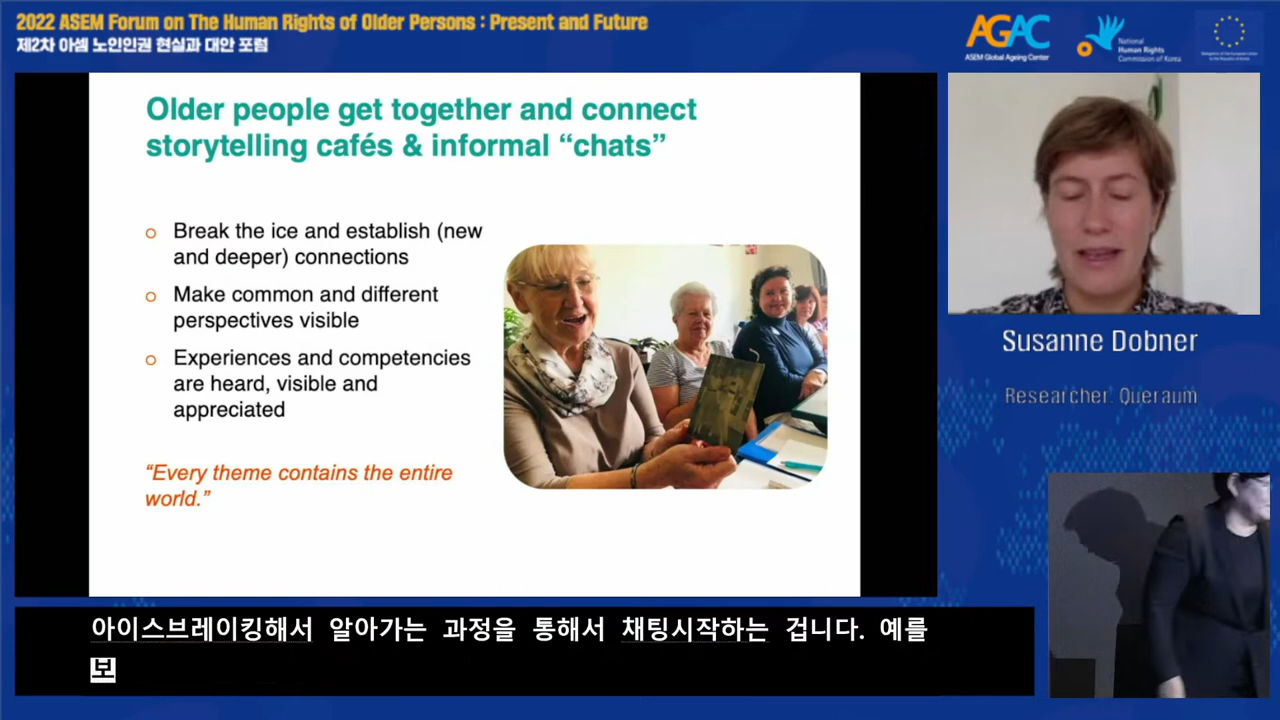 2022 ASEM Forum on The Human Rights of Older Persons : Present and Future
제2차 아셈 노인인권 현실과 대안 포럼
AGAC
ASEM Global Ageing Center
National
Human Rights
Commission of Korea
Older people get together and connect
storytelling cafés & informal “chats”
Break the ice and establish (new
and deeper) connections
Make common and different
perspectives visible
Experiences and competencies
are heard, visible and
appreciated
“Every theme contains the entire
world.”
Susanne Dobner
Researcher. Queraum
아이스브레이킹해서 알아가는 과정을 통해서 채팅시작하는 겁니다. 예를
보